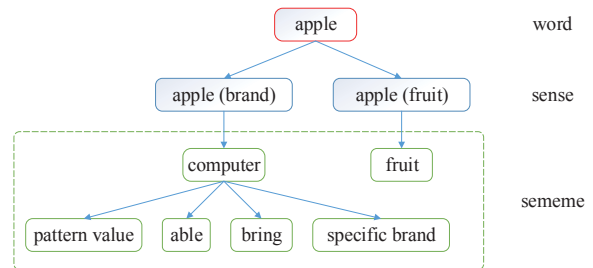 apple word
apple (brand) apple (fruit) sense
computer fruit
sememe
pattern value able bring specific brand